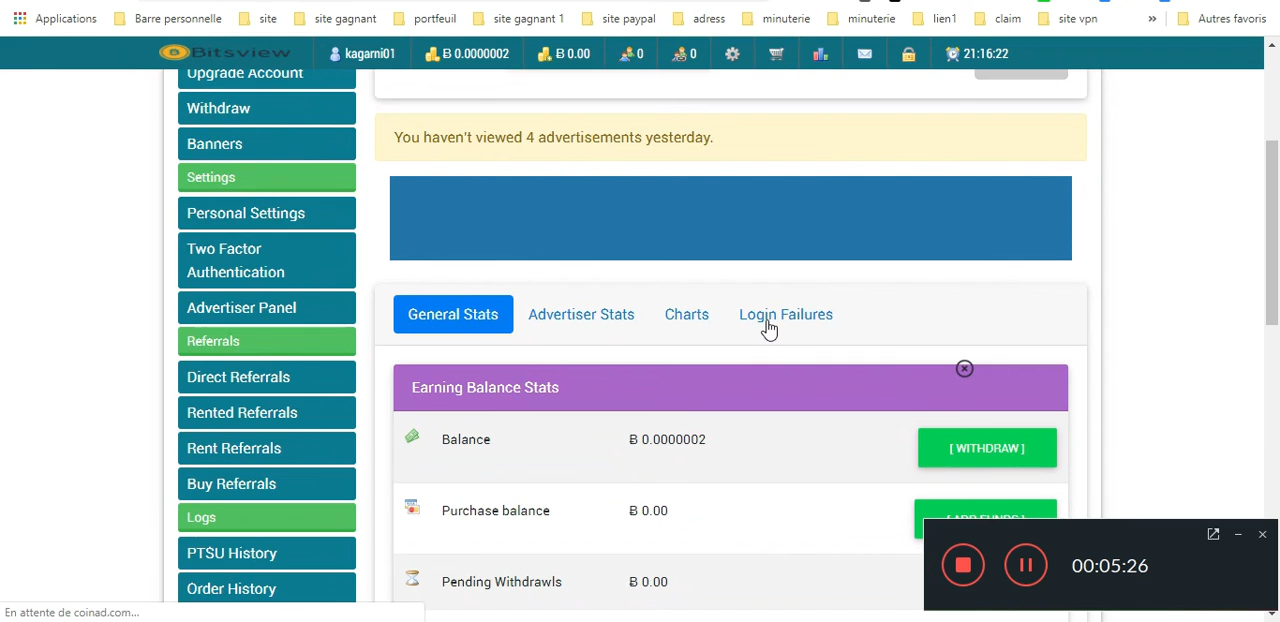 Applications Barre personnelle site site gagnant portfeuil site gagnant 1 site paypal adress minuterie minuterie lien1 claim site vpn » Autres favoris
Bitsview kagarni01 Ƀ 0.0000002 Ƀ 0.00 0 0 21:16:22
Upgrade Account
Withdraw
Banners
Settings
Personal Settings
Two Factor
Authentication
Advertiser Panel
Referrals
Direct Referrals
Rented Referrals
Rent Referrals
Buy Referrals
Logs
PTSU History
Order History
You haven't viewed 4 advertisements yesterday.
General Stats Advertiser Stats Charts Login Failures
Earning Balance Stats
Balance Ƀ 0.0000002 [ WITHDRAW ]
Purchase balance Ƀ 0.00 [ ADD FUNDS ]
Pending Withdrawls Ƀ 0.00
00:05:26
En attente de coinad.com...